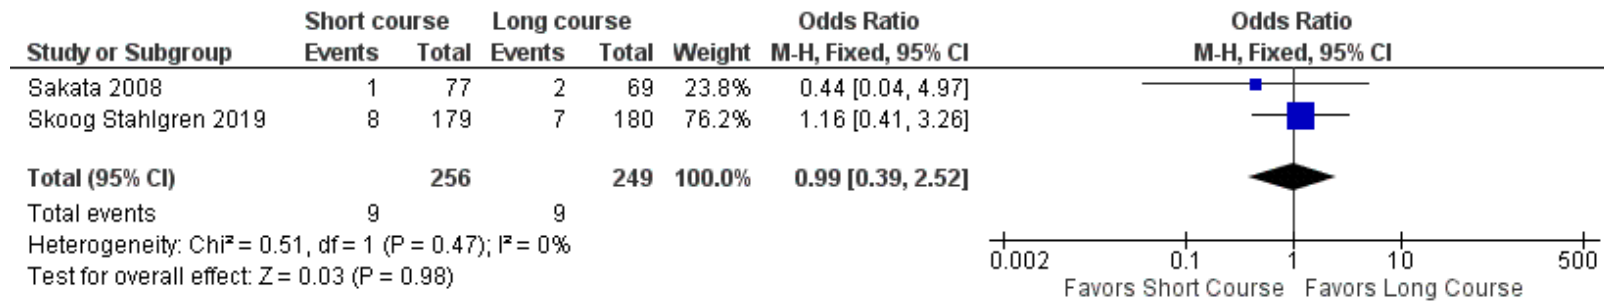 Short course Long course Odds Ratio Odds Ratio
Study or Subgroup Events Total Events Total Weight M-H, Fixed, 95% CI M-H, Fixed, 95% CI
Sakata 2008 1 77 2 69 23.8% 0.44 [0.04, 4.97]
Skoog Stahlgren 2019 8 179 7 180 76.2% 1.16 [0.41, 3.26]
Total (95% CI) 256 249 100.0% 0.99 [0.39, 2.52]
Total events 9 9
Heterogeneity: Chi² = 0.51, df = 1 (P = 0.47); I² = 0%
Test for overall effect: Z = 0.03 (P = 0.98)
0.002 0.1 1 10 500
Favors Short Course Favors Long Course